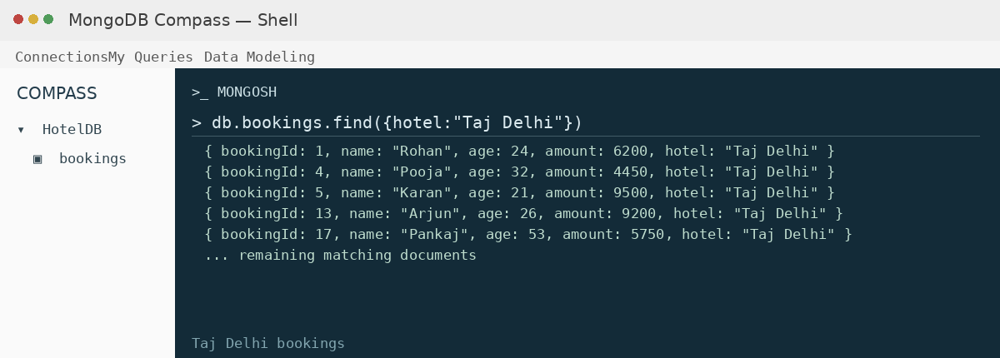 MongoDB Compass — Shell
ConnectionsMy Queries Data Modeling
COMPASS
▾ HotelDB
▣ bookings
>_ MONGOSH
> db.bookings.find({hotel:"Taj Delhi"})
{ bookingId: 1, name: "Rohan", age: 24, amount: 6200, hotel: "Taj Delhi" }
{ bookingId: 4, name: "Pooja", age: 32, amount: 4450, hotel: "Taj Delhi" }
{ bookingId: 5, name: "Karan", age: 21, amount: 9500, hotel: "Taj Delhi" }
{ bookingId: 13, name: "Arjun", age: 26, amount: 9200, hotel: "Taj Delhi" }
{ bookingId: 17, name: "Pankaj", age: 53, amount: 5750, hotel: "Taj Delhi" }
... remaining matching documents
Taj Delhi bookings